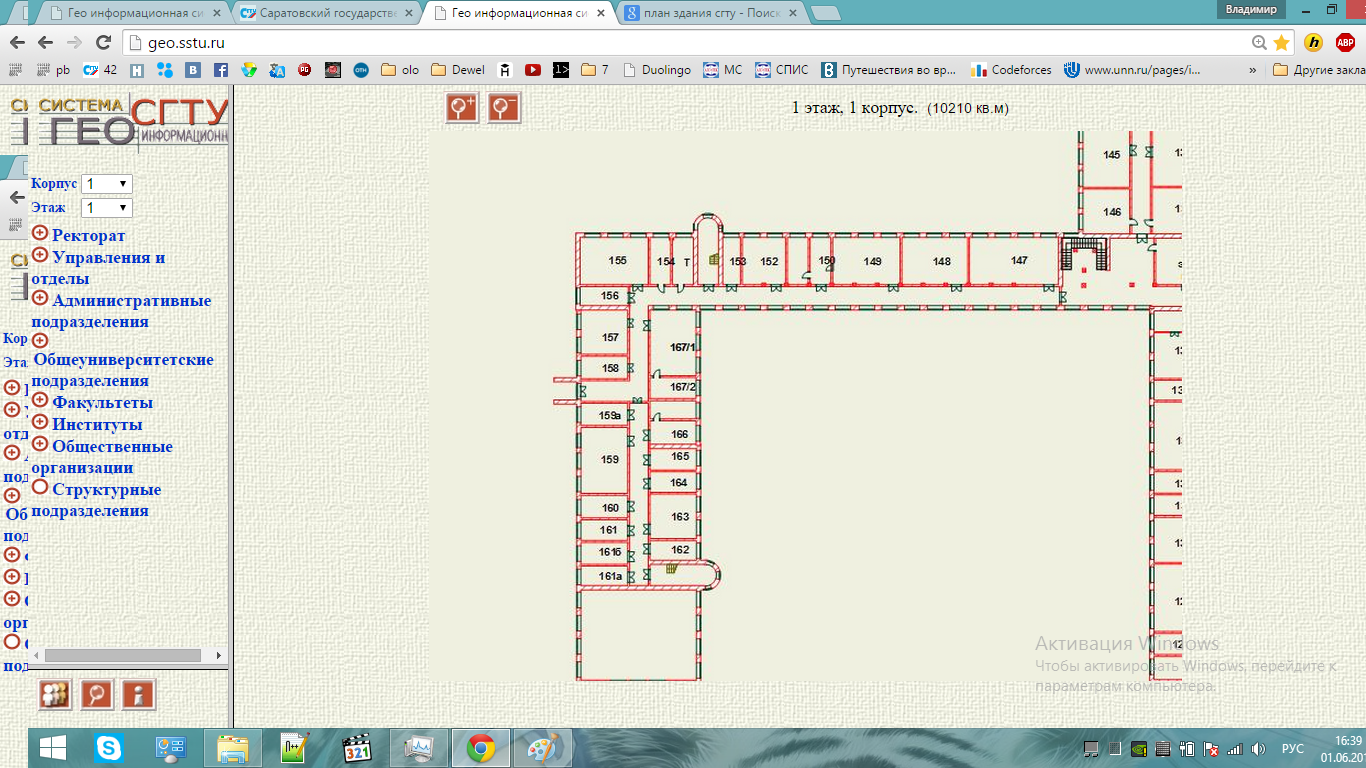 Гео информационная си
Саратовский государстве
Гео информационная си
план здания сгту - Поиск
Владимир
geo.sstu.ru
pb
42
olo
Dewel
7
Duolingo
МС
СПИС
Путешествия во вр...
Codeforces
www.unn.ru/pages/i...
»
Другие закла
СИСТЕМА
СГТУ
ГЕО
ИНФОРМАЦИОНН
Корпус 1
Этаж 1
Ректорат
Управления и
отделы
Административные
подразделения
Общеуниверситетские
подразделения
Факультеты
Институты
Общественные
организации
Структурные
подразделения
1 этаж, 1 корпус. (10210 кв.м)
145
146
155
154
Т
153
152
150
149
148
147
156
157
158
167/1
167/2
159а
159
166
165
164
163
162
160
161
161б
161а
Активация Windows
Чтобы активировать Windows, перейдите к
параметрам компьютера.
321
РУС
16:39
01.06.20